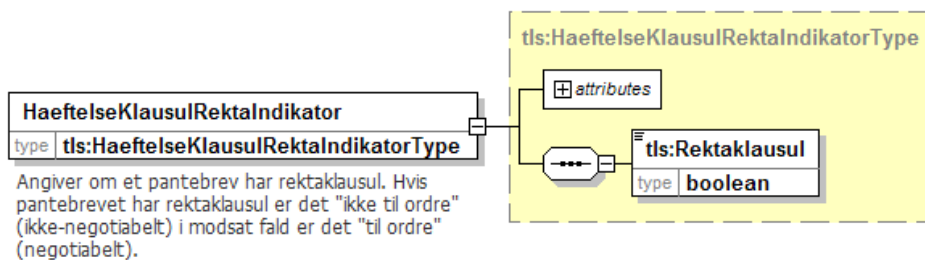 tls:HaeftelseKlausulRektaIndikatorType
attributes
HaeftelseKlausulRektaIndikator
type tls:HaeftelseKlausulRektaIndikatorType
tls:Rektaklausul
type boolean
Angiver om et pantebrev har rektaklausul. Hvis
pantebrevet har rektaklausul er det "ikke til ordre"
(ikke-negotiabelt) i modsat fald er det "til ordre"
(negotiabelt).